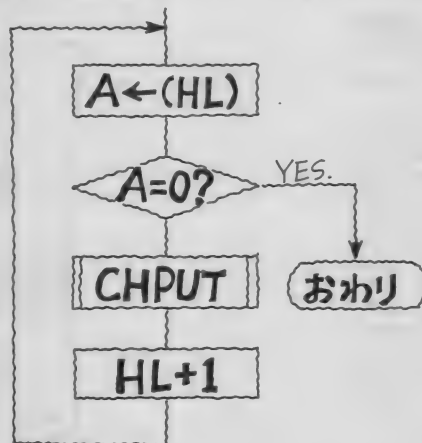 A←(HL)
A=0?
YES.
CHPUT
おわり
HL+1